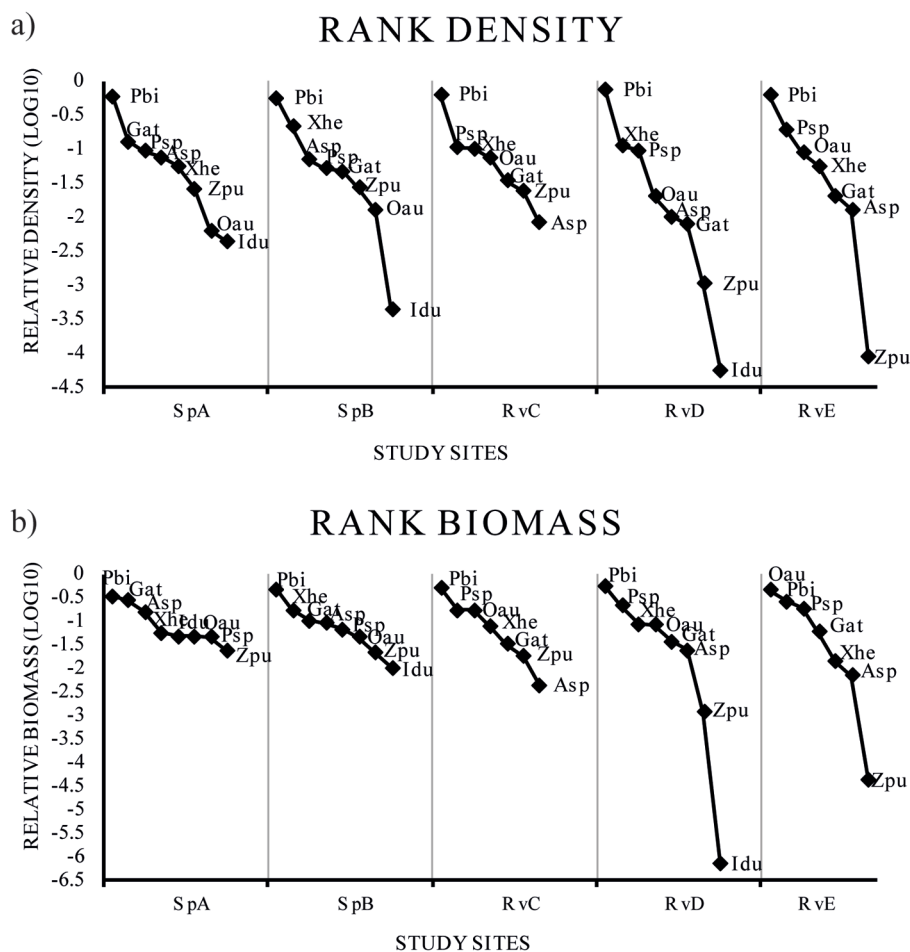 a)
RANK DENSITY
RELATIVE DENSITY (LOG10)
0
-0.5
-1
-1.5
-2
-2.5
-3
-3.5
-4
-4.5
Pbi
Gat
Psp
Asp
Xhe
Zpu
Oau
Idu
Pbi
Xhe
Asp
Psp
Gat
Zpu
Oau
Idu
Pbi
Psp
Xhe
Oau
Gat
Zpu
Asp
Pbi
Xhe
Psp
Oau
Asp
Gat
Zpu
Idu
Pbi
Psp
Oau
Xhe
Gat
Asp
Zpu
SpA SpB RvC RvD RvE
STUDY SITES
b)
RANK BIOMASS
RELATIVE BIOMASS (LOG10)
0
-0.5
-1
-1.5
-2
-2.5
-3
-3.5
-4
-4.5
-5
-5.5
-6
-6.5
Pbi
Gat
Asp
Xhe
Idu
Oau
Psp
Zpu
Pbi
Xhe
Gat
Asp
Psp
Oau
Zpu
Idu
Pbi
Psp
Oau
Xhe
Gat
Zpu
Asp
Pbi
Psp
Xhe
Oau
Gat
Asp
Zpu
Idu
Oau
Pbi
Psp
Gat
Xhe
Asp
Zpu
SpA SpB RvC RvD RvE
STUDY SITES